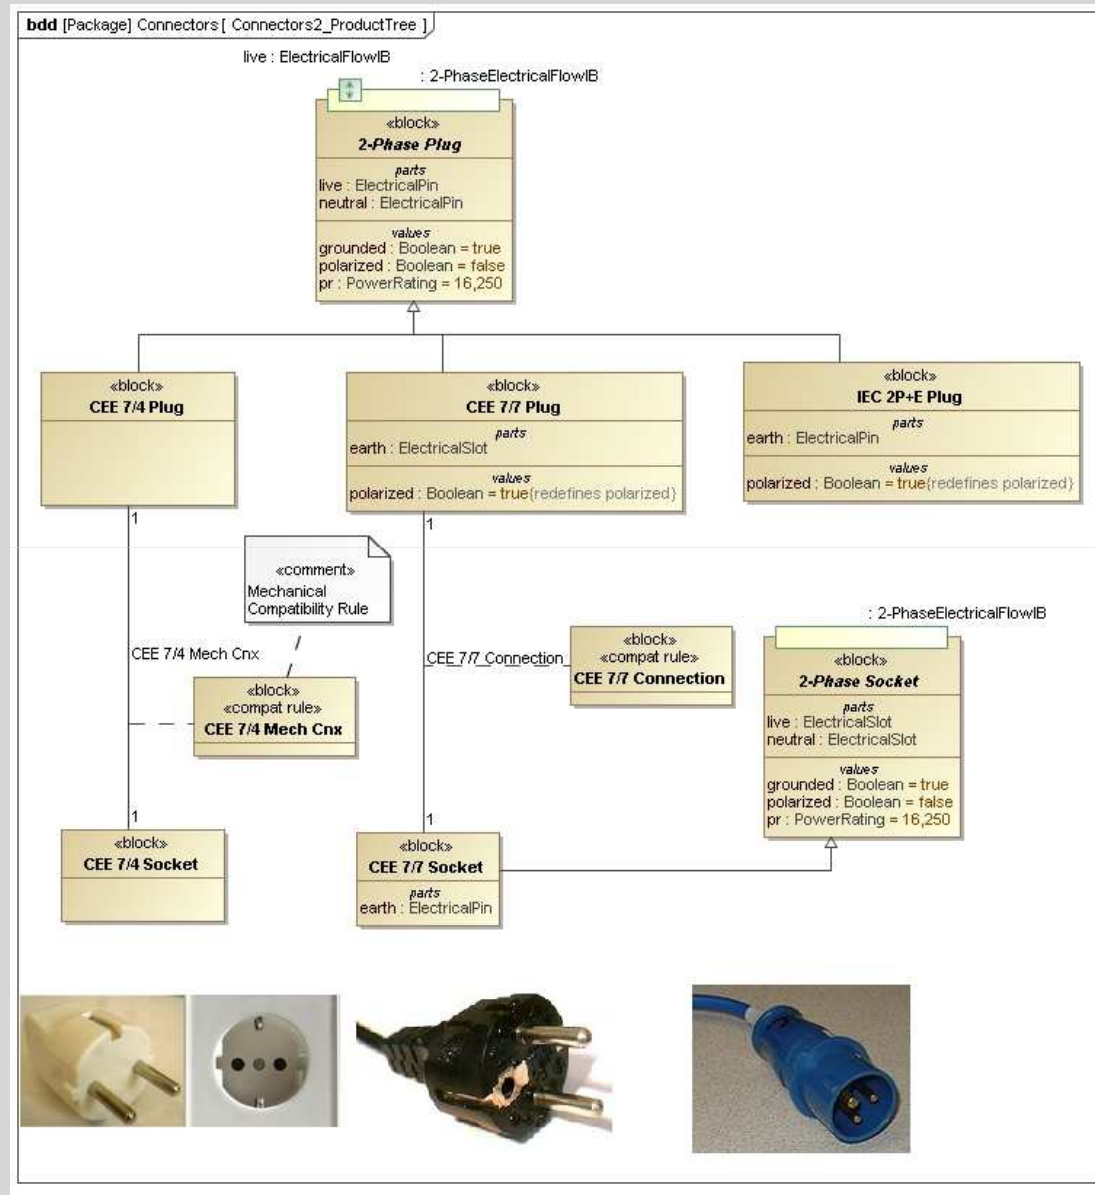 bdd [Package] Connectors [ Connectors2_ProductTree ]
live : ElectricalFlowIB
: 2-PhaseElectricalFlowIB
«block»
2-Phase Plug
parts
live : ElectricalPin
neutral : ElectricalPin
values
grounded : Boolean = true
polarized : Boolean = false
pr : PowerRating = 16,250
«block»
CEE 7/4 Plug
«block»
CEE 7/7 Plug
parts
earth : ElectricalSlot
values
polarized : Boolean = true{redefines polarized}
«block»
IEC 2P+E Plug
parts
earth : ElectricalPin
values
polarized : Boolean = true{redefines polarized}
1
1
«comment»
Mechanical
Compatibility Rule
CEE 7/4 Mech Cnx
«block»
«compat rule»
CEE 7/4 Mech Cnx
CEE 7/7 Connection
«block»
«compat rule»
CEE 7/7 Connection
: 2-PhaseElectricalFlowIB
«block»
2-Phase Socket
parts
live : ElectricalSlot
neutral : ElectricalSlot
values
grounded : Boolean = true
polarized : Boolean = false
pr : PowerRating = 16,250
1
1
«block»
CEE 7/4 Socket
«block»
CEE 7/7 Socket
parts
earth : ElectricalPin